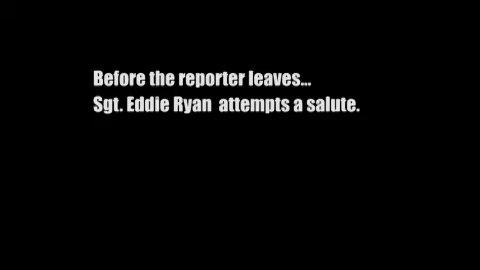 Before the reporter leaves...
Sgt. Eddie Ryan attempts a salute.